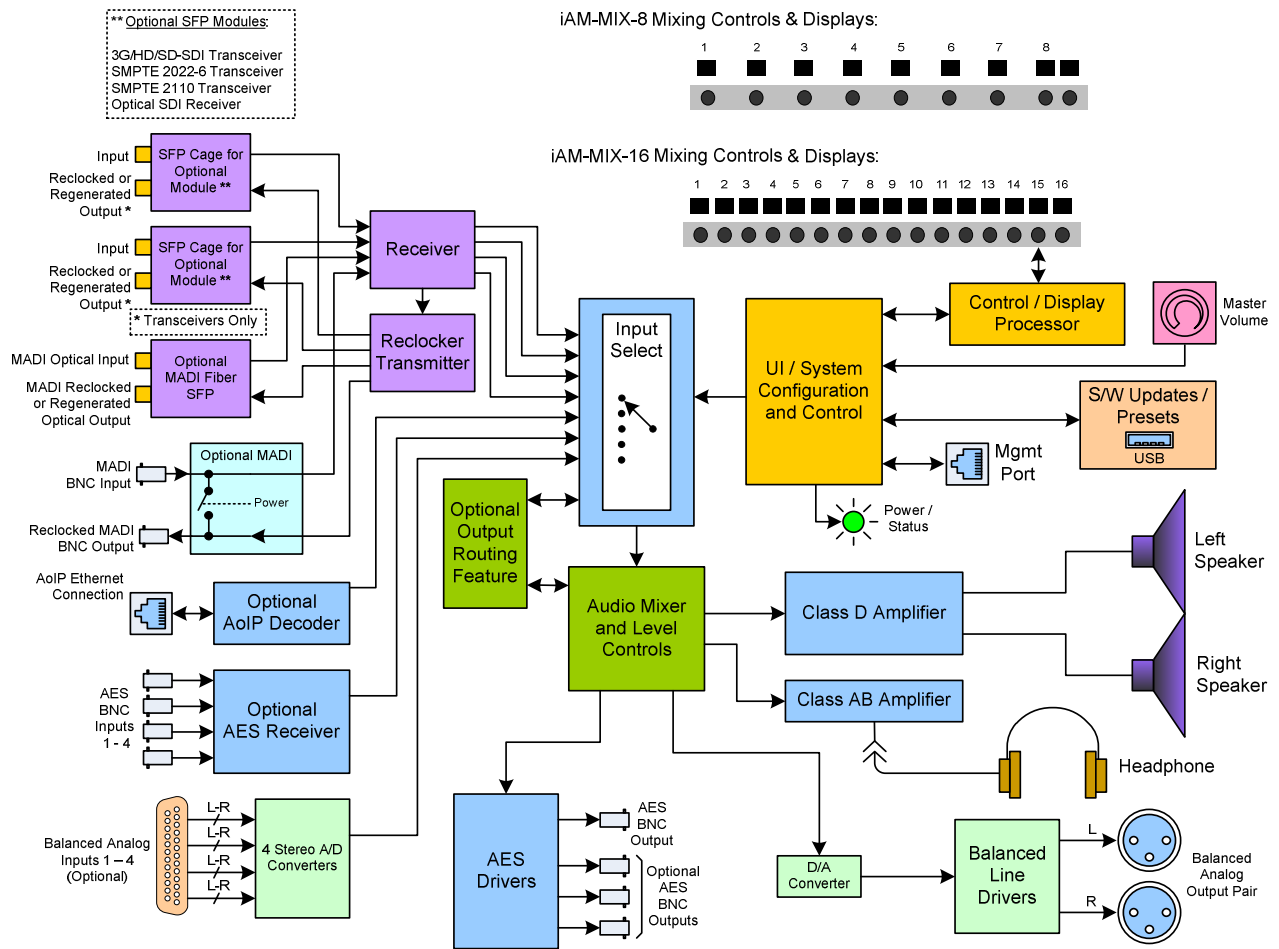 ** Optional SFP Modules:
3G/HD/SD-SDI Transceiver
SMPTE 2022-6 Transceiver
SMPTE 2110 Transceiver
Optical SDI Receiver
iAM-MIX-8 Mixing Controls & Displays:
1 2 3 4 5 6 7 8
iAM-MIX-16 Mixing Controls & Displays:
1 2 3 4 5 6 7 8 9 10 11 12 13 14 15 16
Input
Reclocked or
Regenerated
Output *
SFP Cage for
Optional
Module **
Input
Reclocked or
Regenerated
Output *
SFP Cage for
Optional
Module **
* Transceivers Only
MADI Optical Input
MADI Reclocked
or Regenerated
Optical Output
Optional
MADI Fiber
SFP
Receiver
Reclocker
Transmitter
MADI
BNC Input
Reclocked MADI
BNC Output
Optional MADI
Power
AoIP Ethernet
Connection
Optional
AoIP Decoder
AES
BNC
Inputs
1 - 4
Optional
AES Receiver
Balanced Analog
Inputs 1 – 4
(Optional)
L-R
L-R
L-R
L-R
4 Stereo A/D
Converters
Input
Select
Optional
Output
Routing
Feature
Audio Mixer
and Level
Controls
UI / System
Configuration
and Control
Control / Display
Processor
Master
Volume
S/W Updates /
Presets
USB
Mgmt
Port
Power /
Status
Class D Amplifier
Left
Speaker
Right
Speaker
Class AB Amplifier
Headphone
AES
Drivers
AES
BNC
Output
Optional
AES
BNC
Outputs
D/A
Converter
Balanced
Line
Drivers
L
R
Balanced
Analog
Output Pair